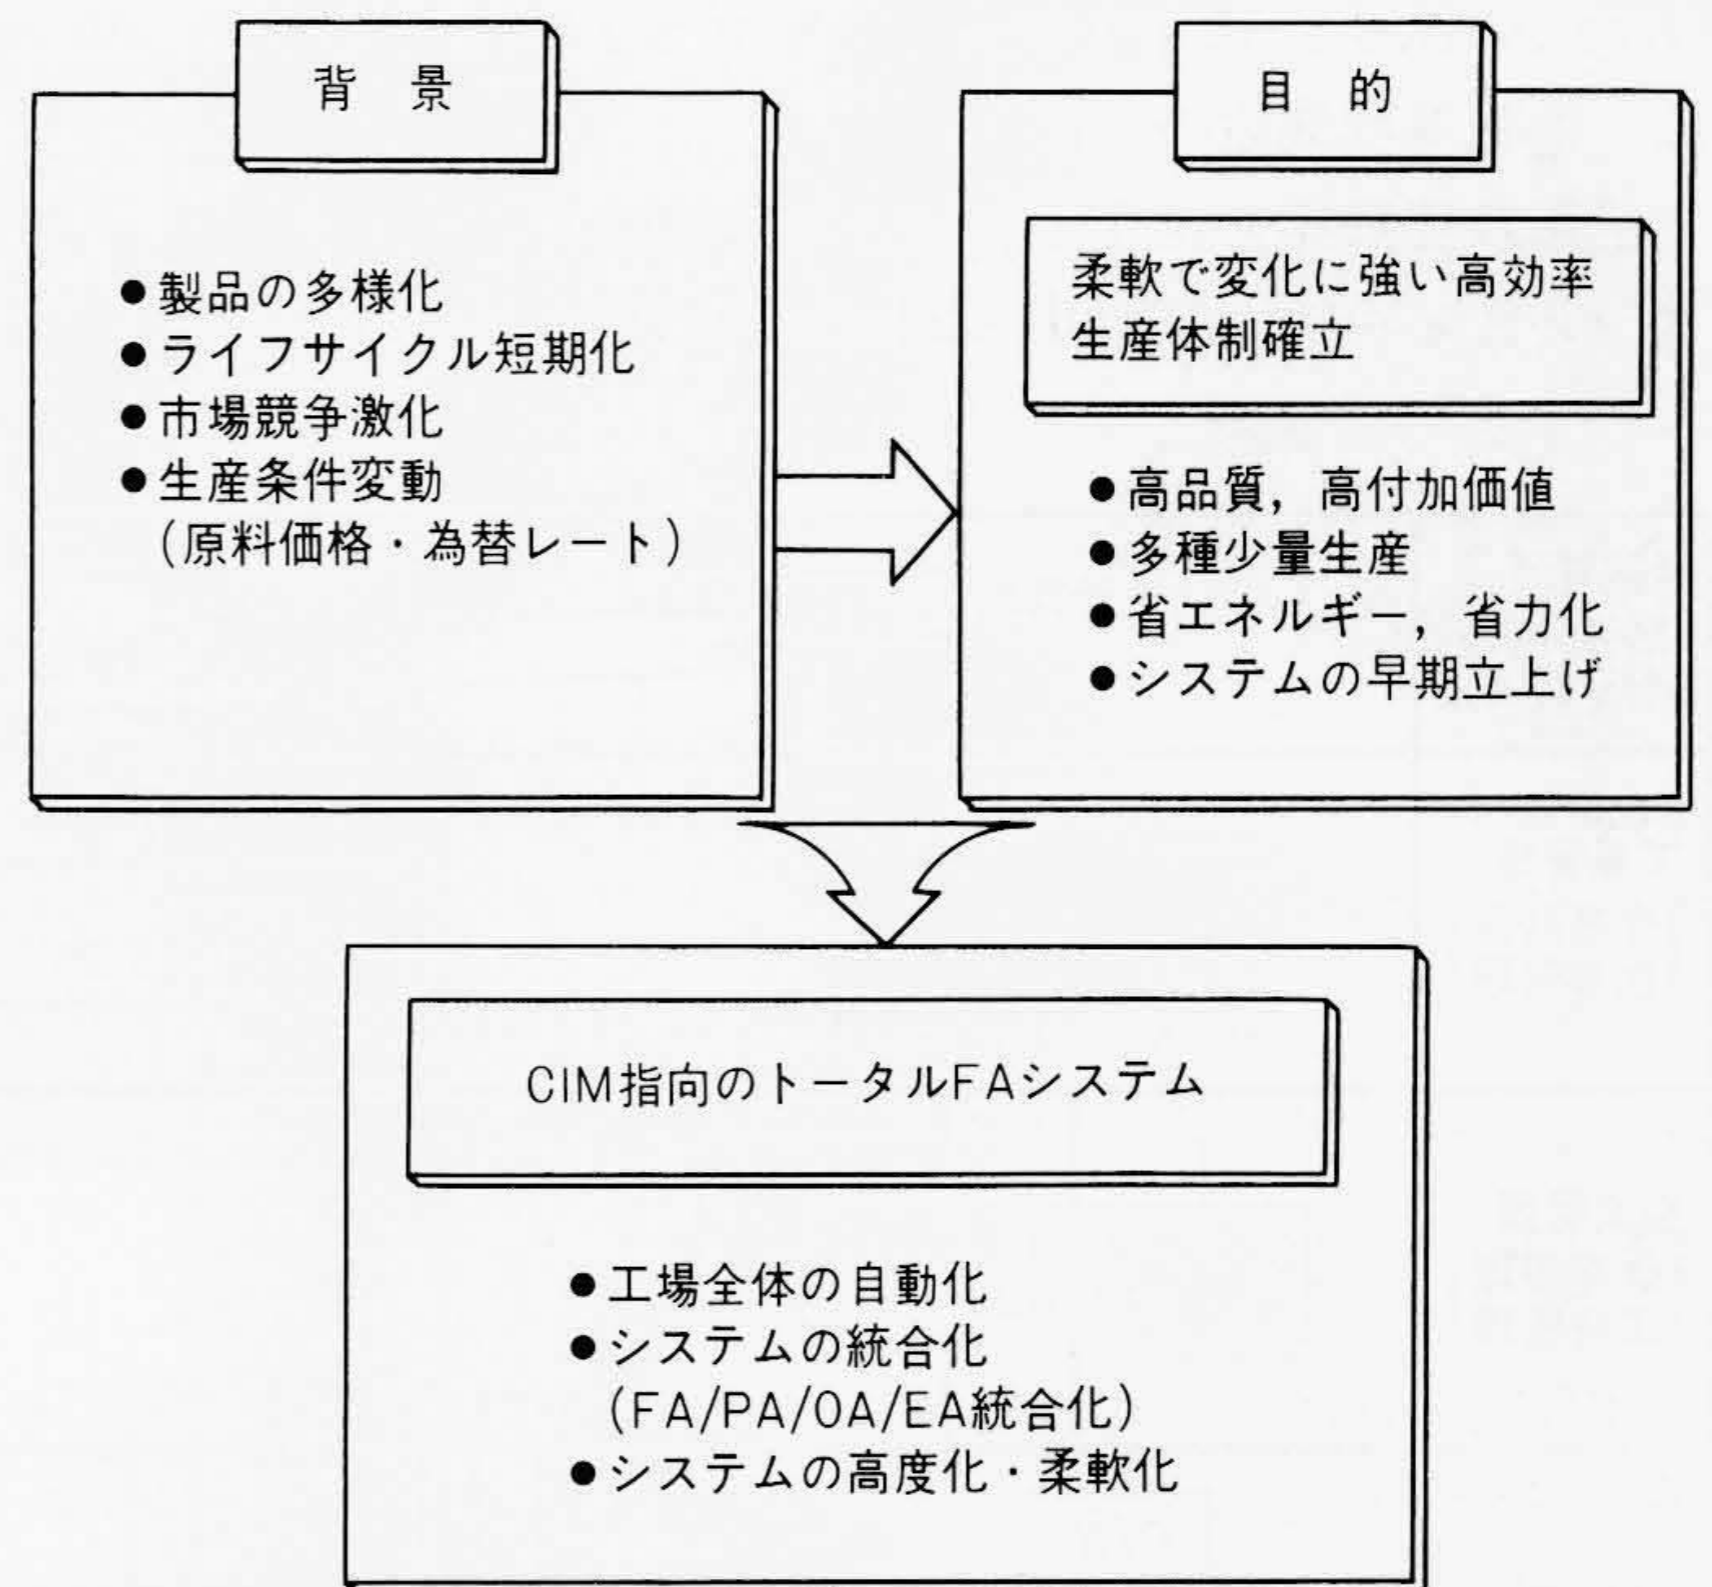 背 景
●製品の多様化
●ライフサイクル短期化
●市場競争激化
●生産条件変動
(原料価格・為替レート)
目 的
柔軟で変化に強い高効率
生産体制確立
●高品質，高付加価値
●多種少量生産
●省エネルギー，省力化
●システムの早期立上げ
CIM指向のトータルFAシステム
●工場全体の自動化
●システムの統合化
(FA/PA/OA/EA統合化)
●システムの高度化・柔軟化